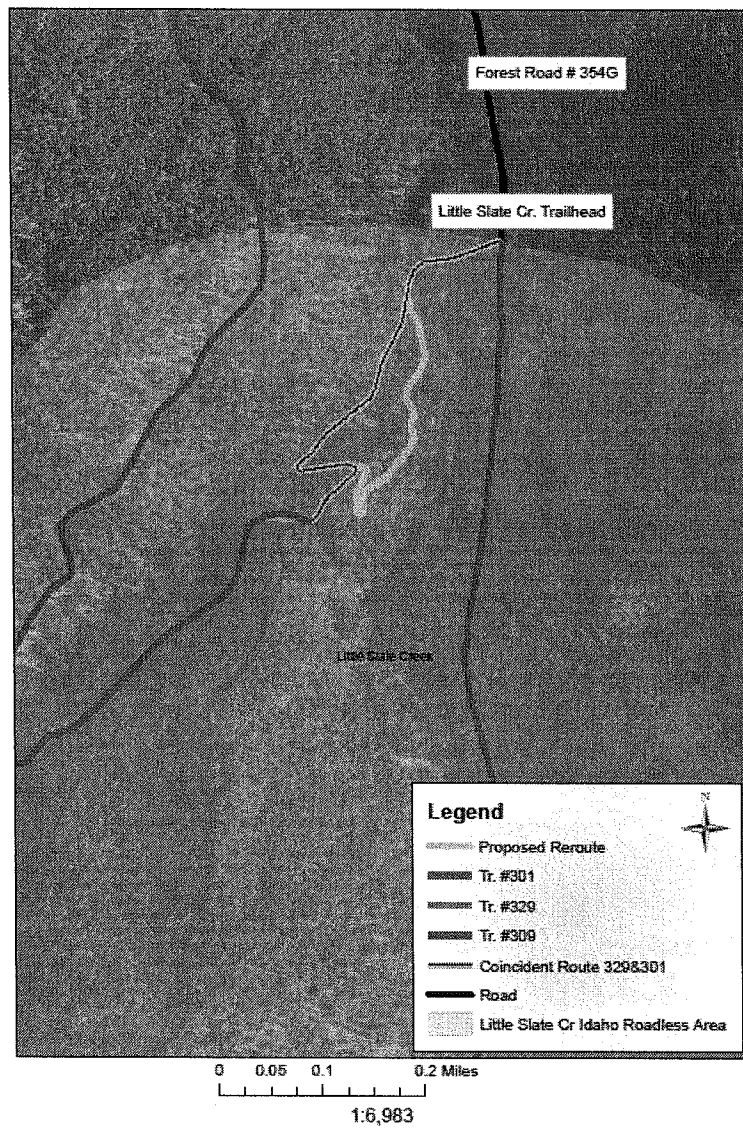 Forest Road # 354G
Little Slate Cr. Trailhead
Little Slate Creek
Legend
N
Proposed Reroute
Tr. #301
Tr. #329
Tr. #309
Coincident Route 329&301
Road
Little Slate Cr Idaho Roadless Area
0 0.05 0.1 0.2 Miles
1:6,983